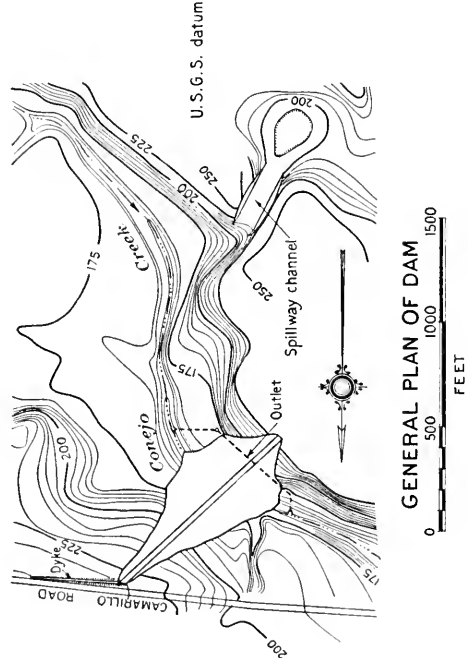 U.S.G.S. datum
200
225
200
250
Spillway channel
250
175
Creek
175
Conejo
Outlet
200
225
Dyke
CAMARILLO
ROAD
200
175
GENERAL PLAN OF DAM
0 500 1000 1500
FEET